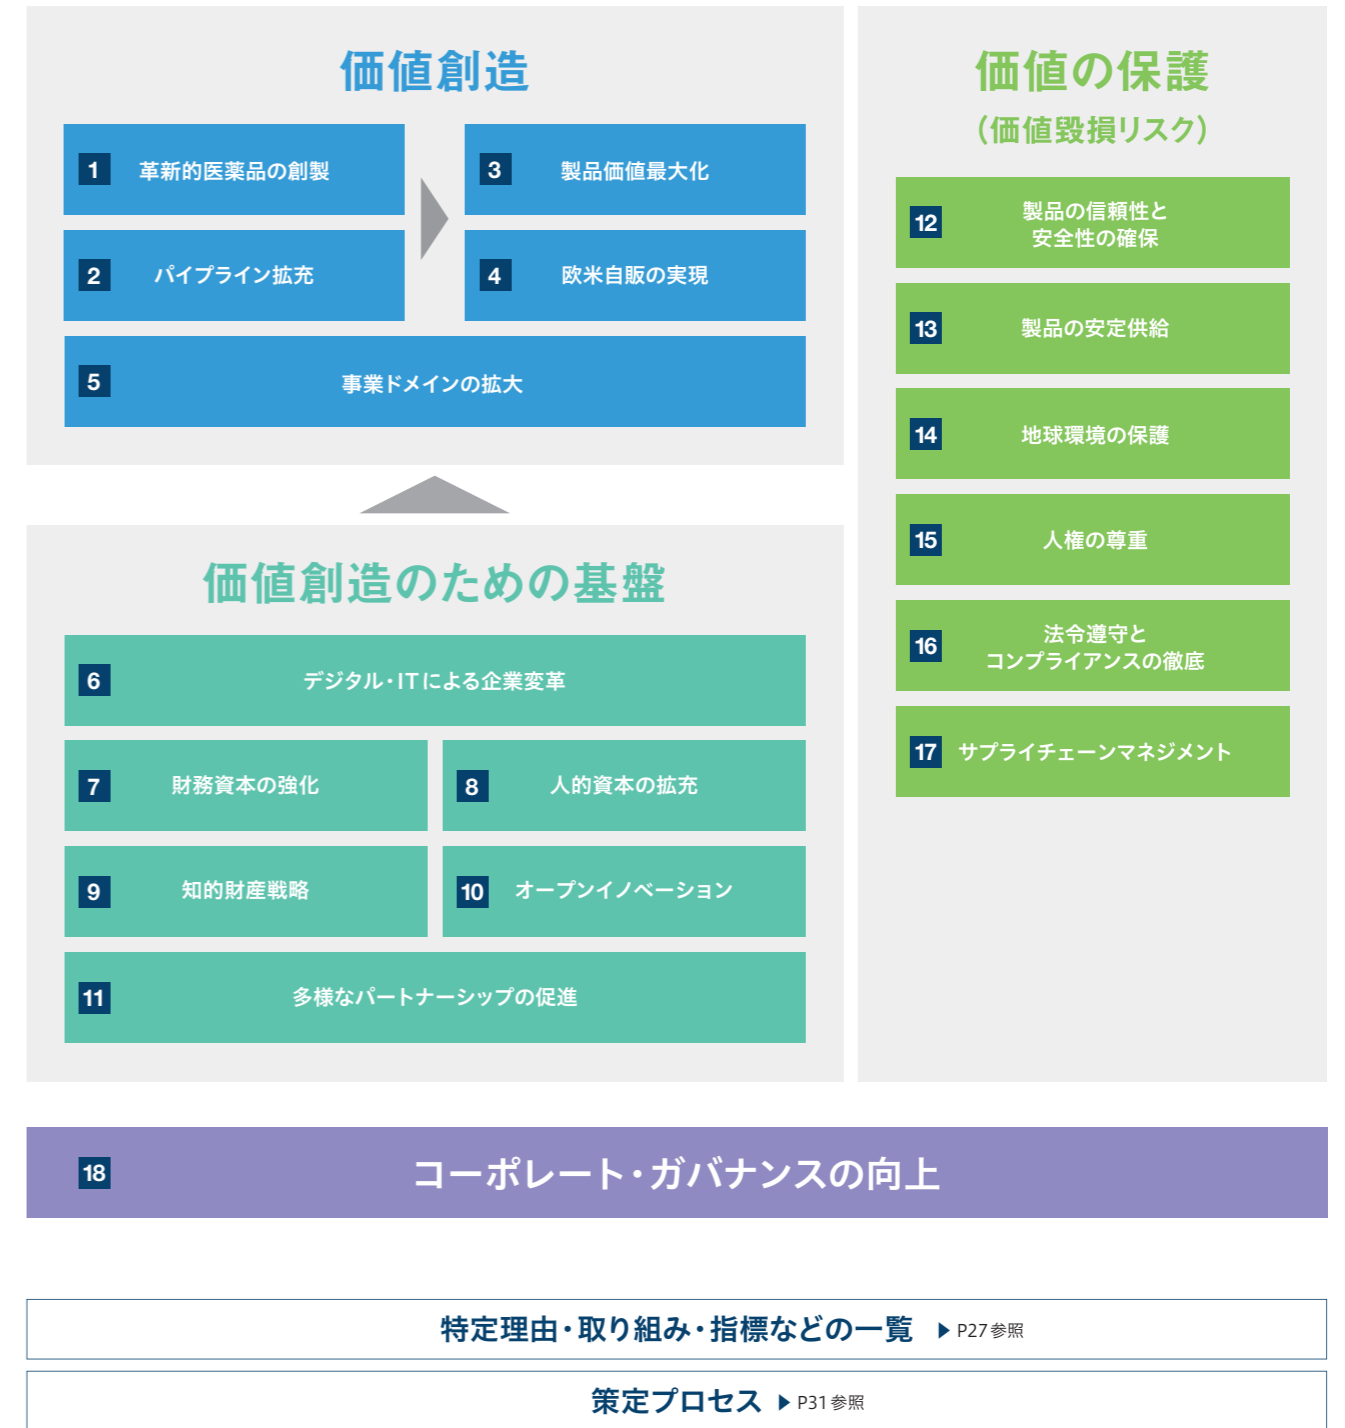 価値創造
1 革新的医薬品の創製
2 パイプライン拡充
3 製品価値最大化
4 欧米自販の実現
5 事業ドメインの拡大
価値創造のための基盤
6 デジタル・ITによる企業変革
7 財務資本の強化
8 人的資本の拡充
9 知的財産戦略
10 オープンイノベーション
11 多様なパートナーシップの促進
価値の保護
（価値毀損リスク）
12 製品の信頼性と
安全性の確保
13 製品の安定供給
14 地球環境の保護
15 人権の尊重
16 法令遵守と
コンプライアンスの徹底
17 サプライチェーンマネジメント
18 コーポレート・ガバナンスの向上
特定理由・取り組み・指標などの一覧 ▶ P27参照
策定プロセス ▶ P31参照